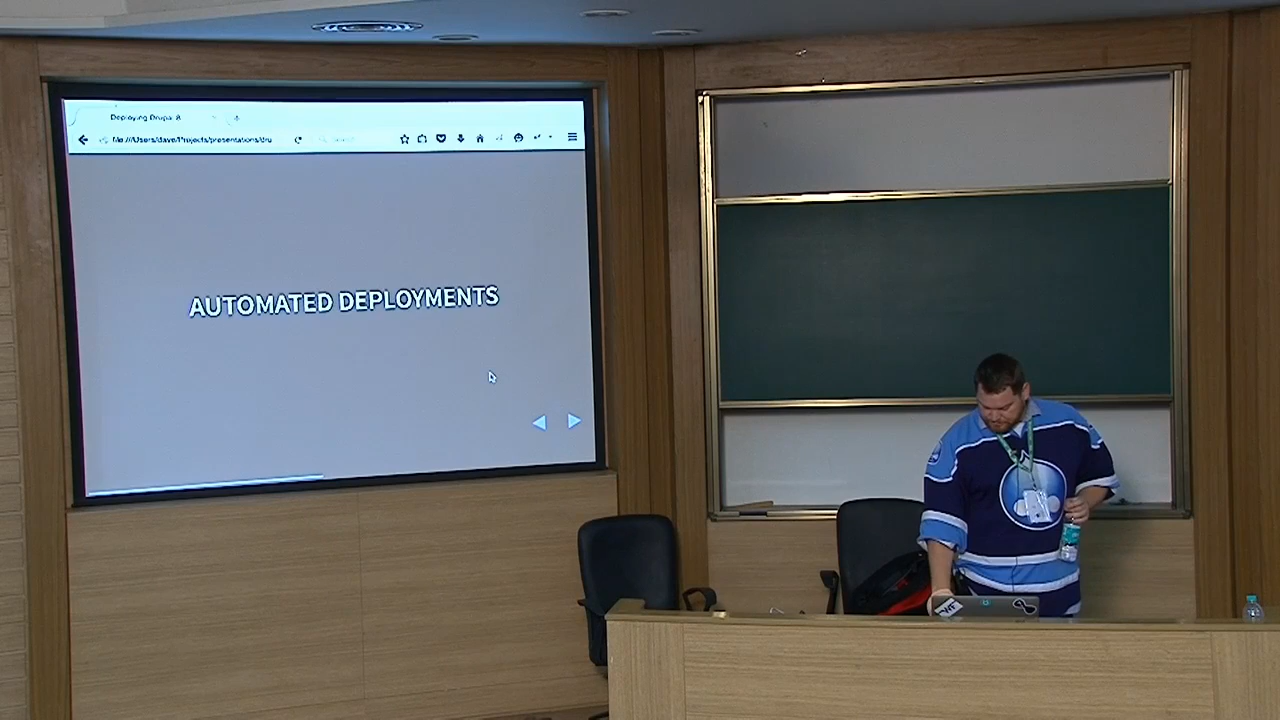 Deploying Drupal 8
file:///Users/dave/Projects/presentations/dru
AUTOMATED DEPLOYMENTS